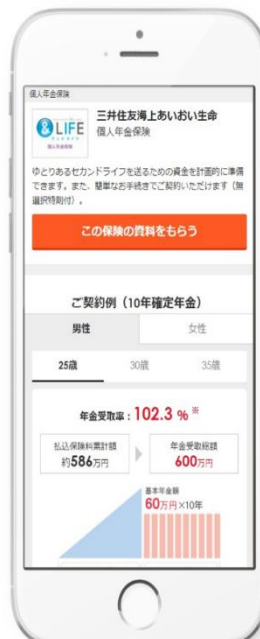 個人年金保険
&LIFE
個人年金保険
三井住友海上あいおい生命
個人年金保険
ゆとりあるセカンドライフを送るための資金を計画的に準備
できます。また、簡単なお手続きでご契約いただけます（無
選択特則付）。
この保険の資料をもらう
ご契約例（10年確定年金）
男性
女性
25歳
30歳
35歳
年金受取率：102.3 % ※
払込保険料累計額
約586万円
年金受取総額
600万円
基本年金額
60万円×10年